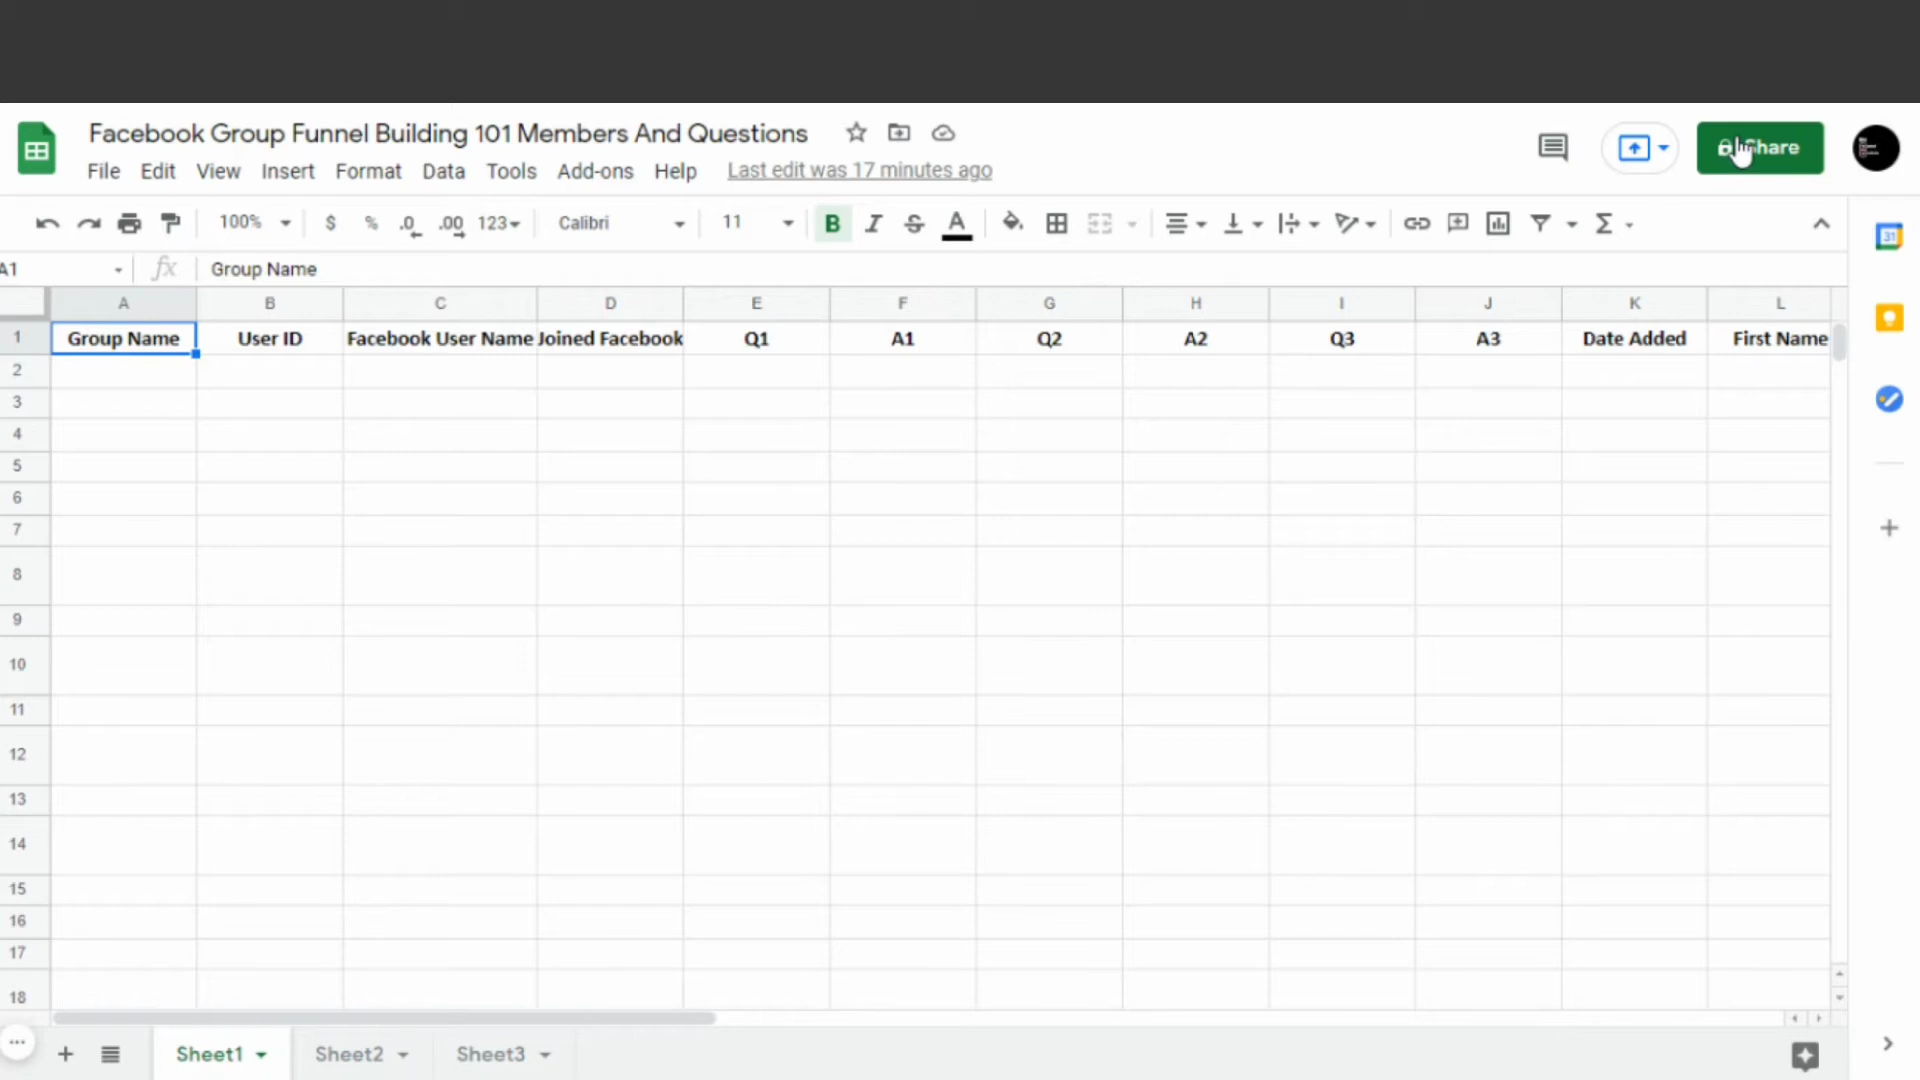 Facebook Group Funnel Building 101 Members And Questions
File Edit View Insert Format Data Tools Add-ons Help Last edit was 17 minutes ago
Share
100% $ % .0 .00 123 Calibri 11 B I S A Σ
31
A1 fx Group Name
A B C D E F G H I J K L
1 Group Name User ID Facebook User Name Joined Facebook Q1 A1 Q2 A2 Q3 A3 Date Added First Name
2
3
4
5
6
7
8
9
10
11
12
13
14
15
16
17
18
Sheet1 Sheet2 Sheet3